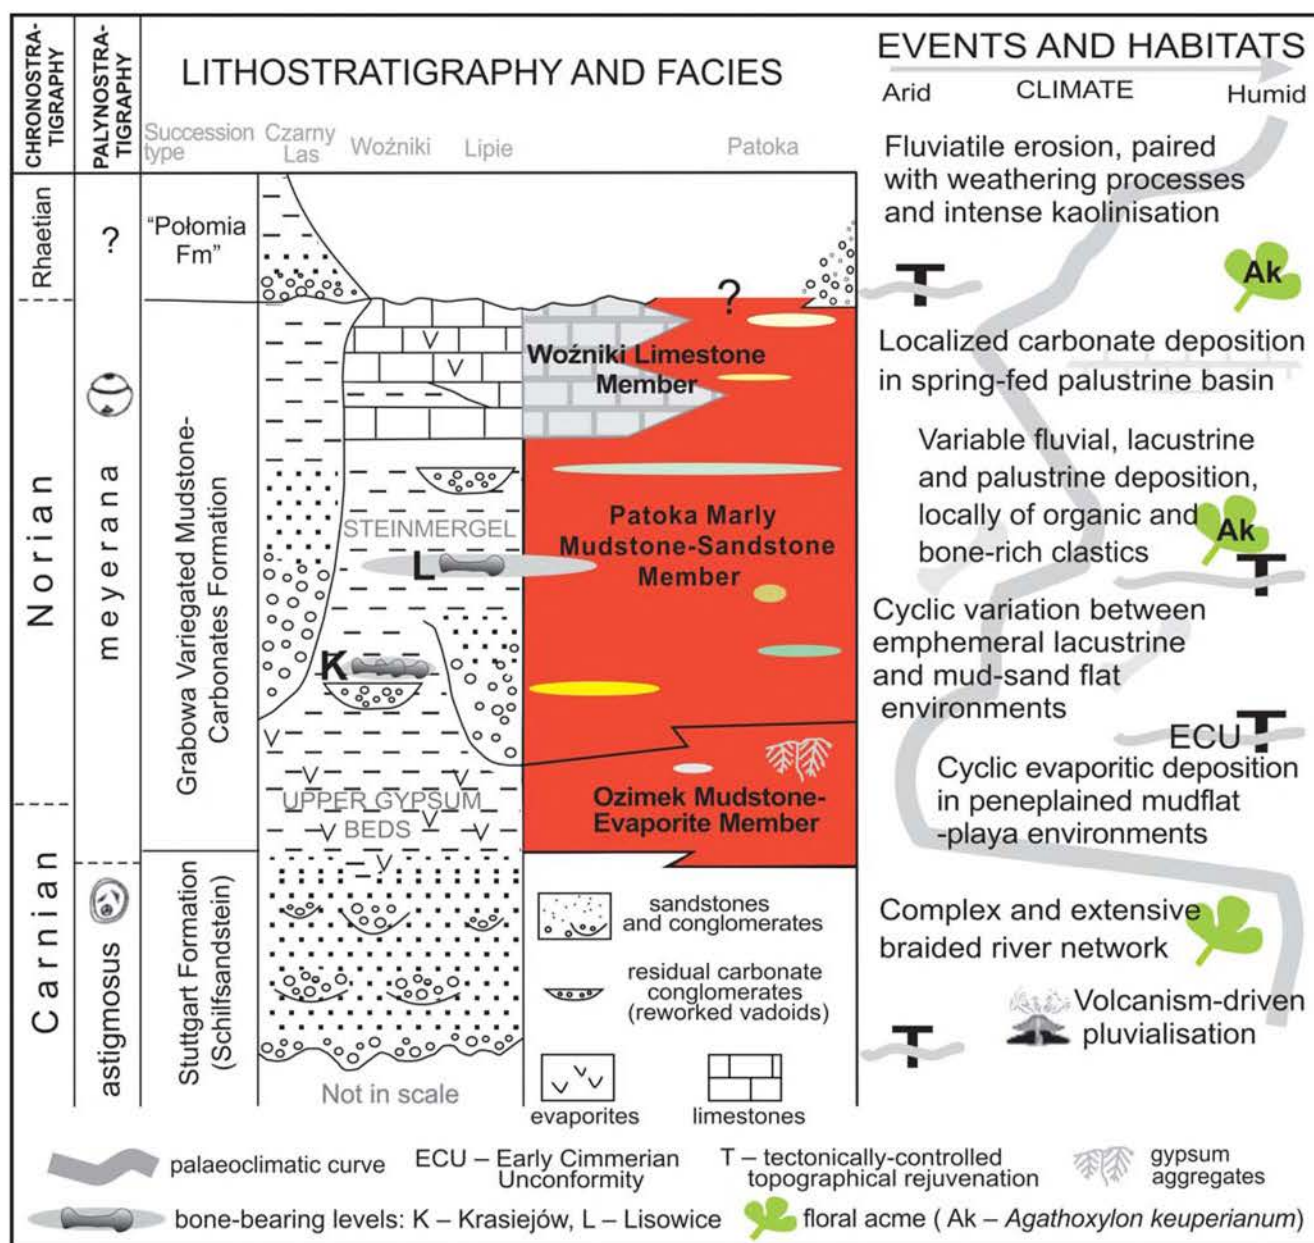 CHRONOSTRA-
TIGRAPHY
PALYNOSTRA-
TIGRAPHY
LITHOSTRATIGRAPHY AND FACIES
Succession
type
Czarny
Las
Woźniki
Lipie
Patoka
EVENTS AND HABITATS
Arid
CLIMATE
Humid
Rhaetian
Norian
Carnian
?
meyerana
astigmosus
"Połomia
Fm"
Grabowa Variegated Mudstone-
Carbonates Formation
Stuttgart Formation
(Schilfsandstein)
STEINMERGEL
L
K
UPPER GYPSUM
BEDS
Not in scale
?
Woźniki Limestone
Member
Patoka Marly
Mudstone-Sandstone
Member
Ozimek Mudstone-
Evaporite Member
sandstones
and conglomerates
residual carbonate
conglomerates
(reworked vadoids)
evaporites
limestones
Fluviatile erosion, paired
with weathering processes
and intense kaolinisation
T
Ak
Localized carbonate deposition
in spring-fed palustrine basin
Variable fluvial, lacustrine
and palustrine deposition,
locally of organic and
bone-rich clastics
Ak
T
Cyclic variation between
emphemeral lacustrine
and mud-sand flat
environments
ECU T
Cyclic evaporitic deposition
in peneplained mudflat
-playa environments
Complex and extensive
braided river network
Volcanism-driven
pluvialisation
T
palaeoclimatic curve
ECU – Early Cimmerian
Unconformity
T – tectonically-controlled
topographical rejuvenation
gypsum
aggregates
bone-bearing levels: K – Krasiejów, L – Lisowice
floral acme ( Ak – Agathoxylon keuperianum)